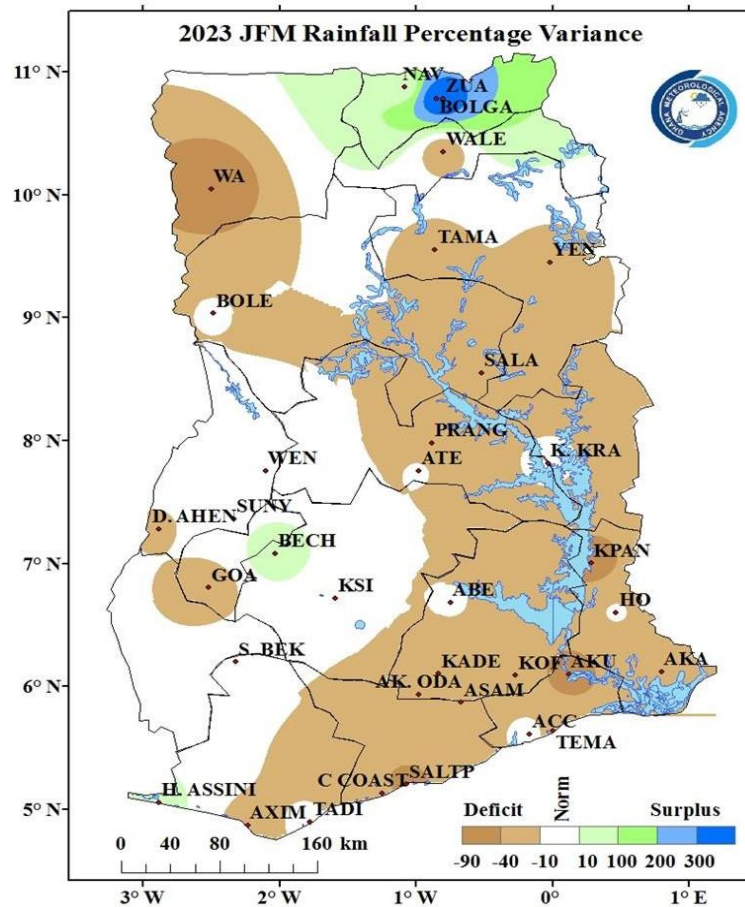 2023 JFM Rainfall Percentage Variance
GHANA METEOROLOGICAL AGENCY
11° N
NAV
ZUA
BOLGA
WALE
10° N
WA
TAMA
YEN
9° N
BOLE
SALA
8° N
PRANG
WEN
ATE
K. KRA
D. AHEN
SUNY
BECH
7° N
KPAN
GOA
KSI
ABE
HO
S. BEK
6° N
KADE
KOF
AKU
AKA
AK. ODA
ASAM
ACC
TEMA
H. ASSINI
C COAST
SALTP
5° N
AXIM
TADI
Deficit Norm Surplus
0 40 80 160 km
-90 -40 -10 10 100 200 300
3° W 2° W 1° W 0° 1° E